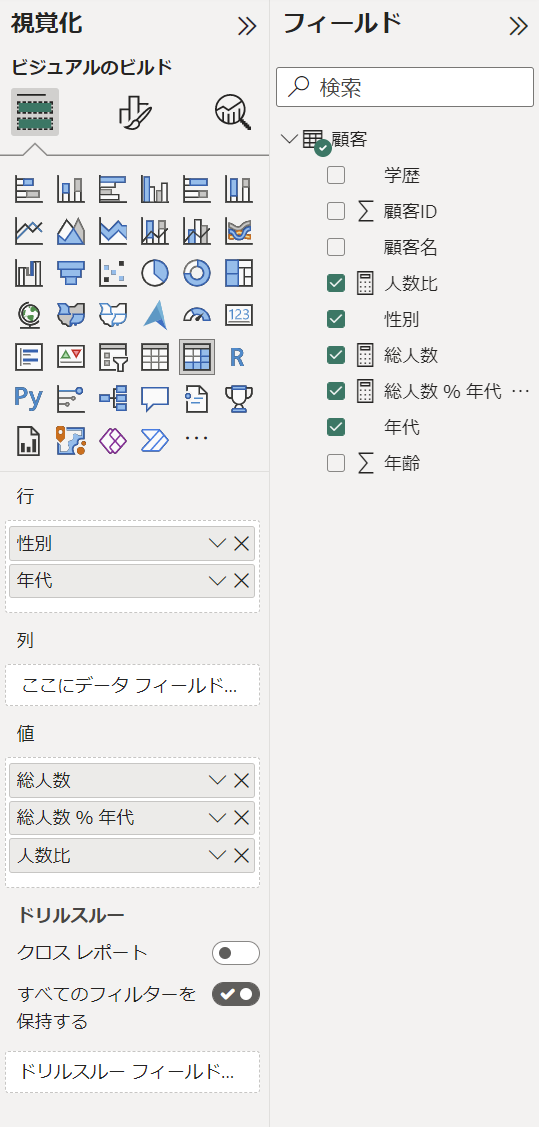 視覚化
ビジュアルのビルド
123
R
Py
行
性別
年代
列
ここにデータ フィールド...
値
総人数
総人数 % 年代
人数比
ドリルスルー
クロス レポート
すべてのフィルターを
保持する
ドリルスルー フィールド...
フィールド
検索
顧客
学歴
顧客ID
顧客名
人数比
性別
総人数
総人数 % 年代 ...
年代
年齢